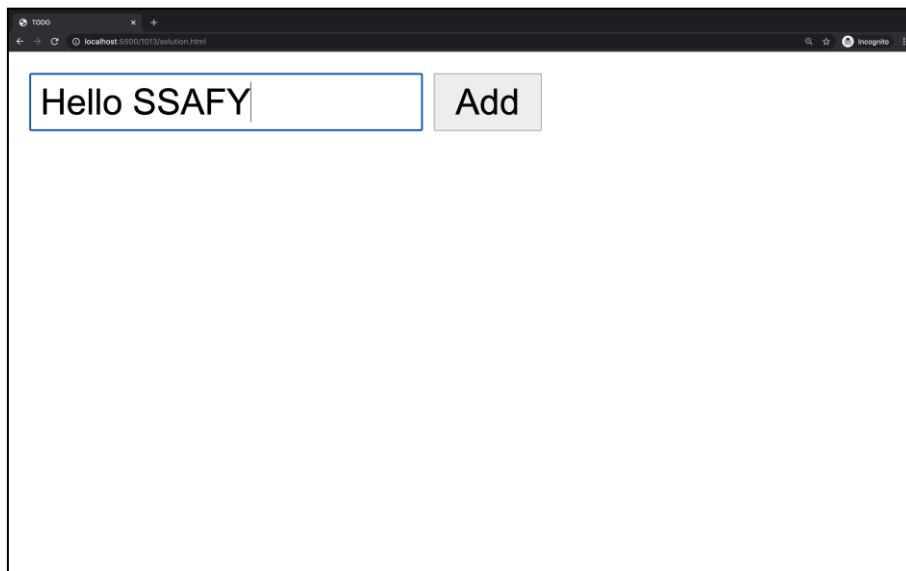 TODO
localhost:5500/1013/solution.html
Incognito
Hello SSAFY
Add